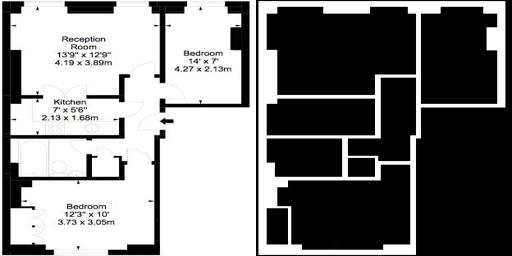 Reception
Room
13'9" x 12'9"
4.19 x 3.89m
Bedroom
14' x 7'
4.27 x 2.13m
Kitchen
7' x 5'6"
2.13 x 1.68m
Bedroom
12'3" x 10'
3.73 x 3.05m